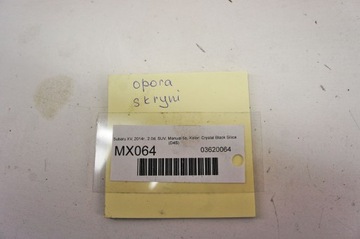 opora
skrzyni
Subaru XV, 2014-, 2.0d, SUV, Manual 6s, Kolor: Crystal Black Silica
(D4S)
MX064
03620064